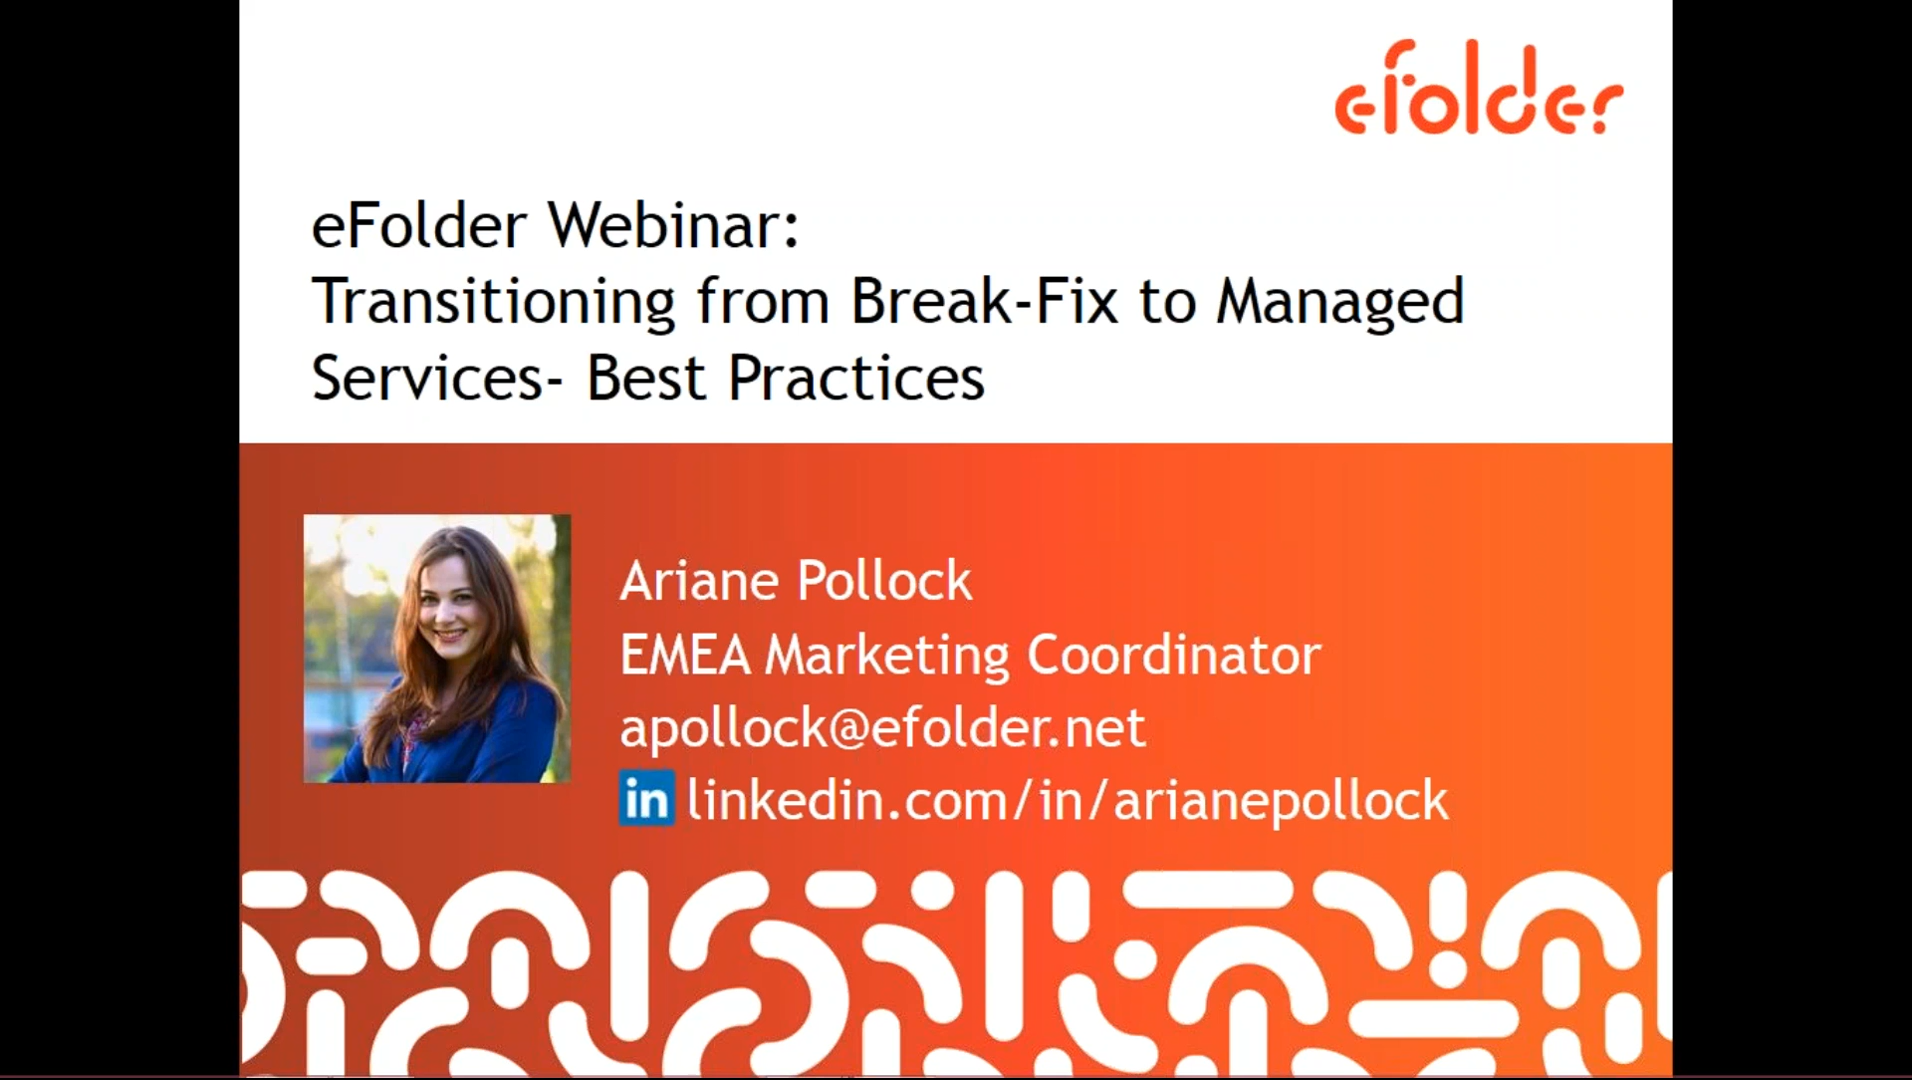 efolder
eFolder Webinar:
Transitioning from Break-Fix to Managed
Services- Best Practices
Ariane Pollock
EMEA Marketing Coordinator
apollock@efolder.net
in linkedin.com/in/arianepollock